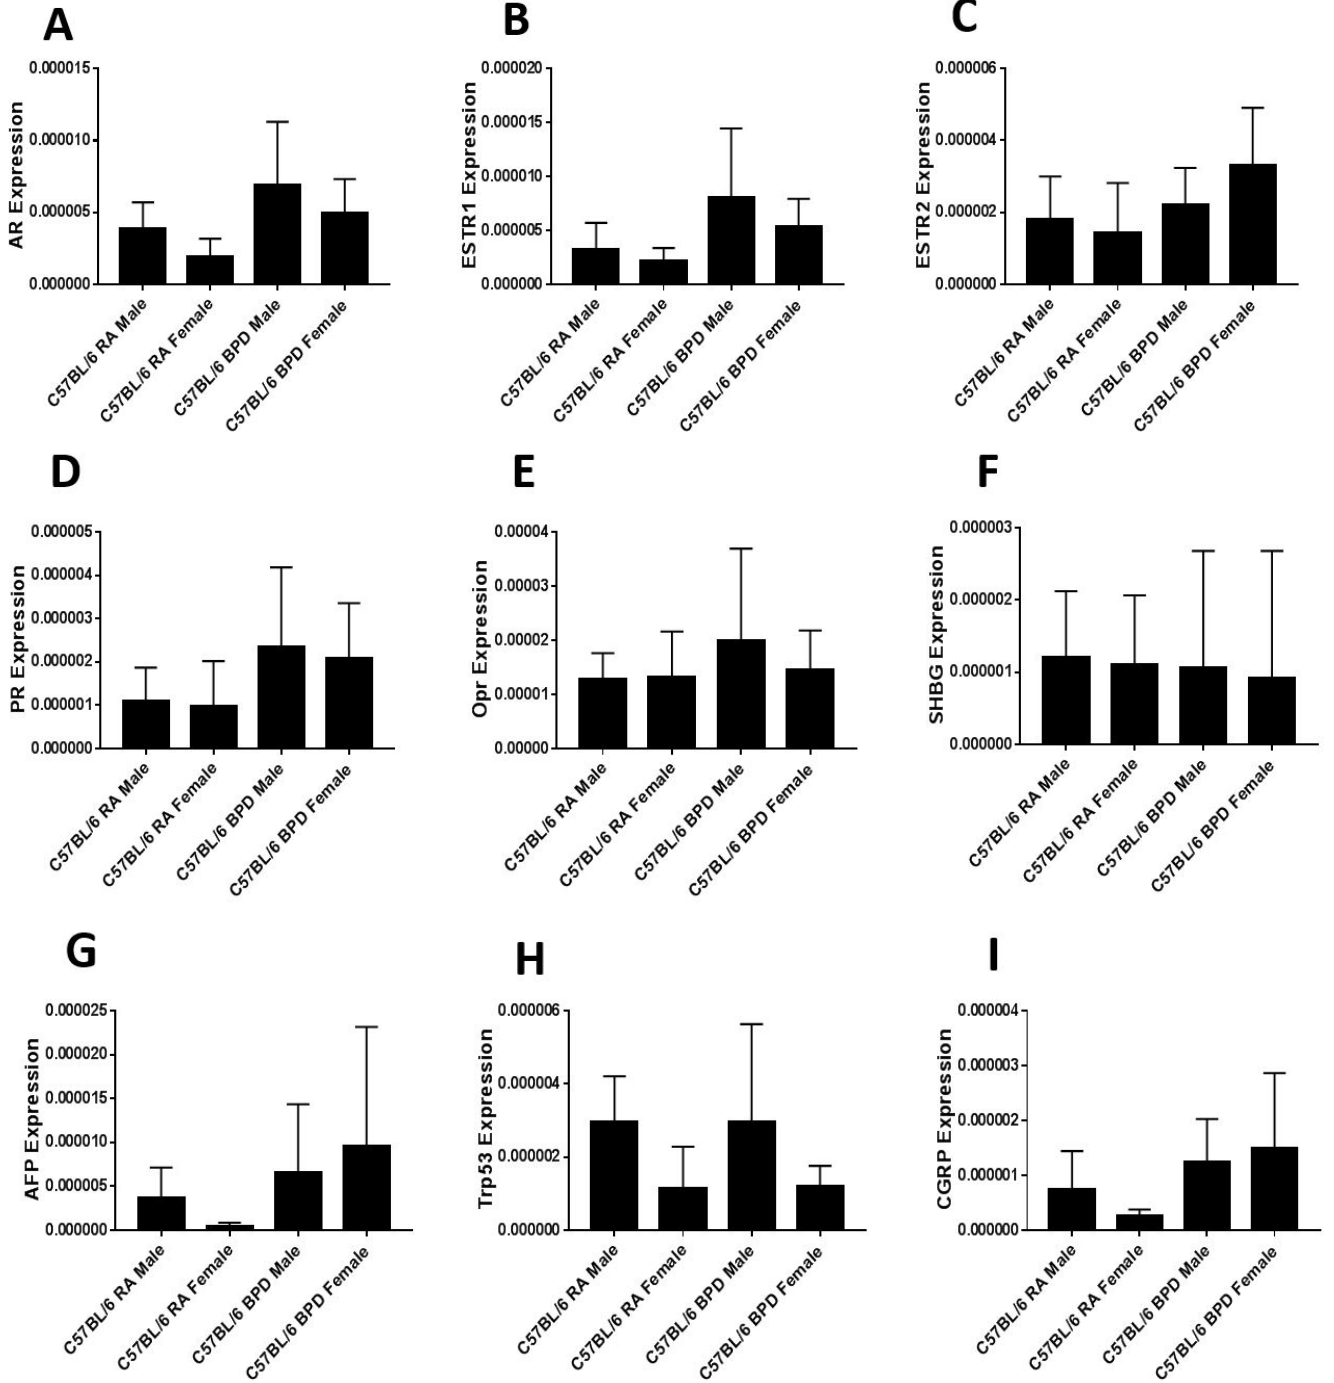 A
AR Expression
0.000015
0.000010
0.000005
0.000000
C57BL/6 RA Male
C57BL/6 RA Female
C57BL/6 BPD Male
C57BL/6 BPD Female
B
ESTR1 Expression
0.000020
0.000015
0.000010
0.000005
0.000000
C57BL/6 RA Male
C57BL/6 RA Female
C57BL/6 BPD Male
C57BL/6 BPD Female
C
ESTR2 Expression
0.000006
0.000004
0.000002
0.000000
C57BL/6 RA Male
C57BL/6 RA Female
C57BL/6 BPD Male
C57BL/6 BPD Female
D
PR Expression
0.000005
0.000004
0.000003
0.000002
0.000001
0.000000
C57BL/6 RA Male
C57BL/6 RA Female
C57BL/6 BPD Male
C57BL/6 BPD Female
E
Opr Expression
0.00004
0.00003
0.00002
0.00001
0.00000
C57BL/6 RA Male
C57BL/6 RA Female
C57BL/6 BPD Male
C57BL/6 BPD Female
F
SHBG Expression
0.000003
0.000002
0.000001
0.000000
C57BL/6 RA Male
C57BL/6 RA Female
C57BL/6 BPD Male
C57BL/6 BPD Female
G
AFP Expression
0.000025
0.000020
0.000015
0.000010
0.000005
0.000000
C57BL/6 RA Male
C57BL/6 RA Female
C57BL/6 BPD Male
C57BL/6 BPD Female
H
Trp53 Expression
0.000006
0.000004
0.000002
0.000000
C57BL/6 RA Male
C57BL/6 RA Female
C57BL/6 BPD Male
C57BL/6 BPD Female
I
CGRP Expression
0.000004
0.000003
0.000002
0.000001
0.000000
C57BL/6 RA Male
C57BL/6 RA Female
C57BL/6 BPD Male
C57BL/6 BPD Female